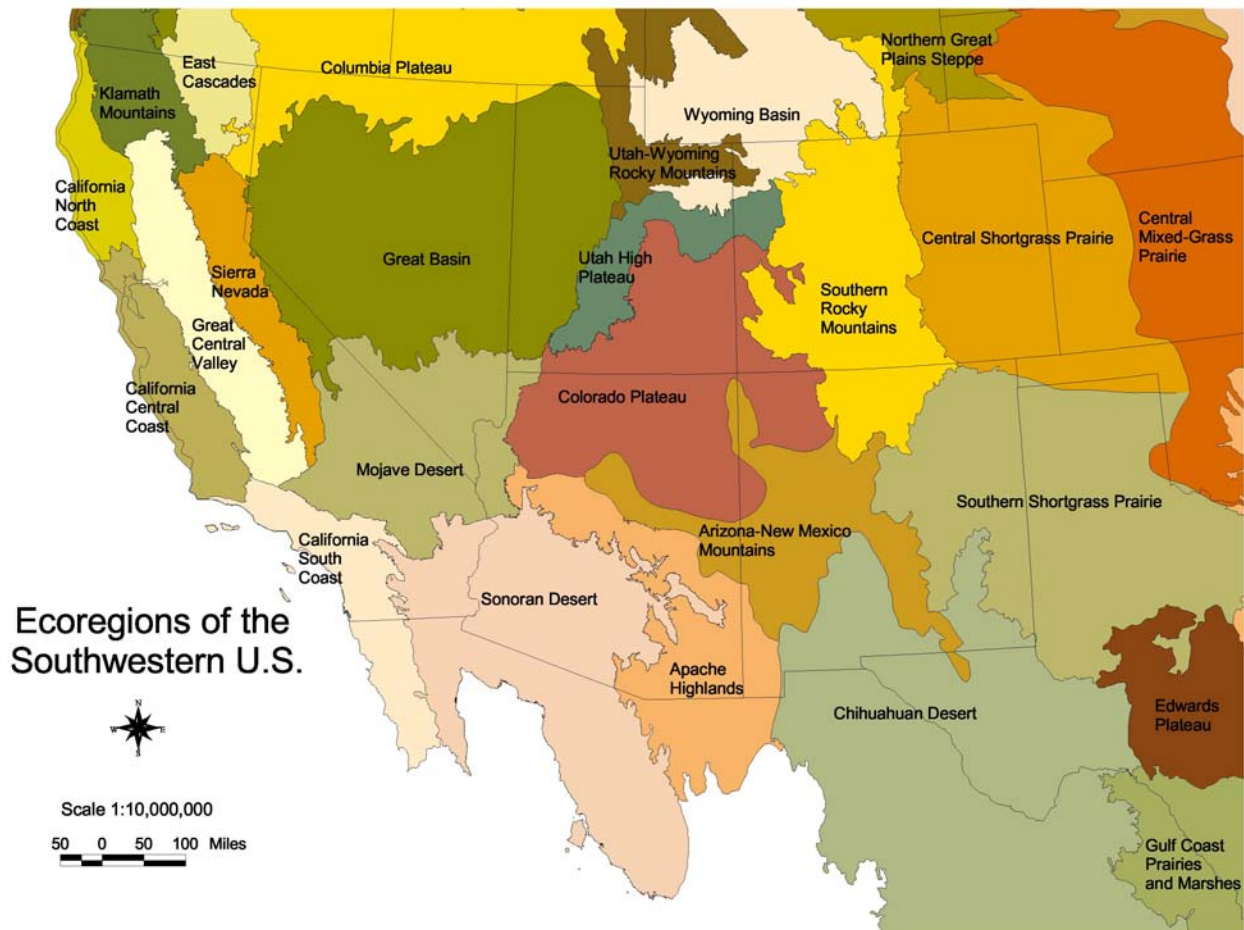 Northern Great
Plains Steppe
East
Cascades
Columbia Plateau
Klamath
Mountains
Wyoming Basin
Utah-Wyoming
Rocky Mountains
California
North
Coast
Central
Mixed-Grass
Prairie
Central Shortgrass Prairie
Great Basin
Utah High
Plateau
Sierra
Nevada
Southern
Rocky
Mountains
Great
Central
Valley
California
Central
Coast
Colorado Plateau
Mojave Desert
Southern Shortgrass Prairie
Arizona-New Mexico
Mountains
California
South
Coast
Sonoran Desert
Ecoregions of the
Southwestern U.S.
Apache
Highlands
Edwards
Plateau
Chihuahuan Desert
N
W E
S
Scale 1:10,000,000
50 0 50 100 Miles
Gulf Coast
Prairies
and Marshes